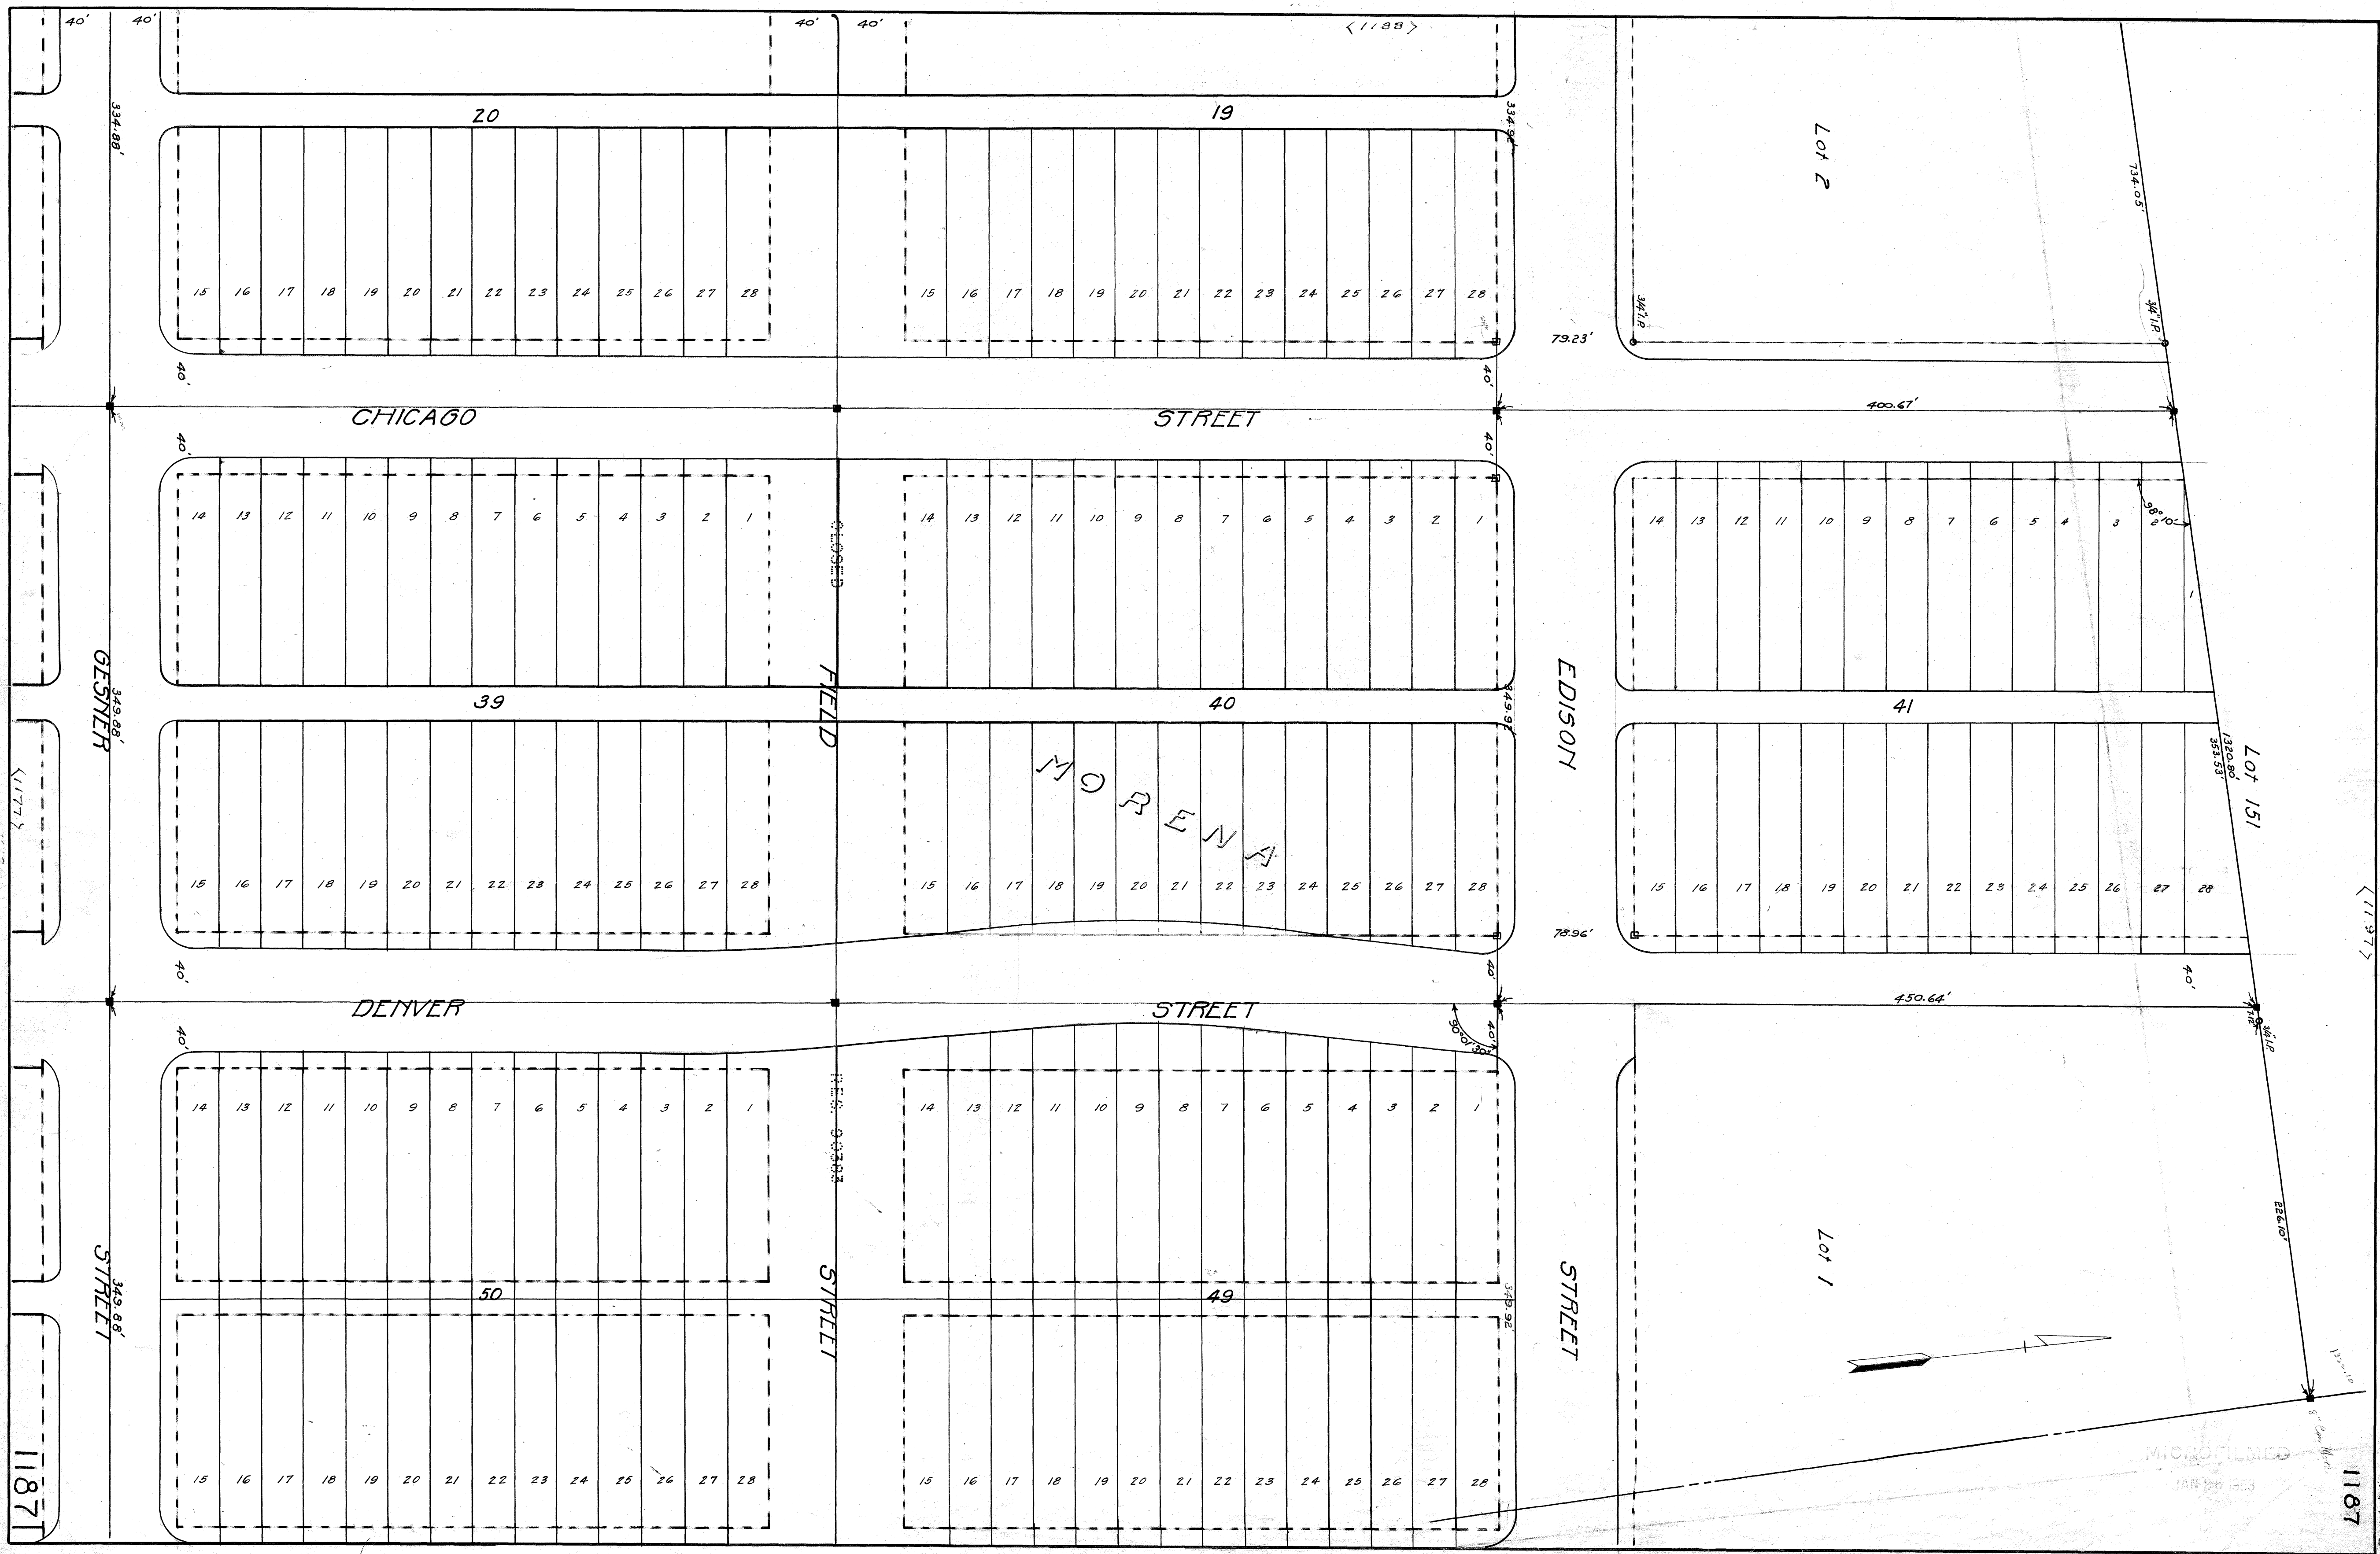 40' 40' 40' 40' <1188>
334.88' 20 19 Lot 2 734.05'
15 16 17 18 19 20 21 22 23 24 25 26 27 28
15 16 17 18 19 20 21 22 23 24 25 26 27 28
3/4" I.P. 3/4" I.P.
79.23'
40' 40'
CHICAGO STREET 400.67'
40' 40'
14 13 12 11 10 9 8 7 6 5 4 3 2 1
14 13 12 11 10 9 8 7 6 5 4 3 2 1
14 13 12 11 10 9 8 7 6 5 4 3 2 1
CLOSED
GESNER 349.88' FIELD EDISON
39 40 41
MORENA
Lot 151
1320.80'
353.53'
<1177>
<1197>
15 16 17 18 19 20 21 22 23 24 25 26 27 28
15 16 17 18 19 20 21 22 23 24 25 26 27 28
15 16 17 18 19 20 21 22 23 24 25 26 27 28
78.96'
40' 40' 40'
DENVER STREET 450.64'
40' 90°01'30" 40' 3/4" I.P.
14 13 12 11 10 9 8 7 6 5 4 3 2 1
14 13 12 11 10 9 8 7 6 5 4 3 2 1
226.10'
Lot 1
STREET 349.88' STREET 349.92' STREET
50 49
15 16 17 18 19 20 21 22 23 24 25 26 27 28
15 16 17 18 19 20 21 22 23 24 25 26 27 28
MICROFILMED
1187 1187